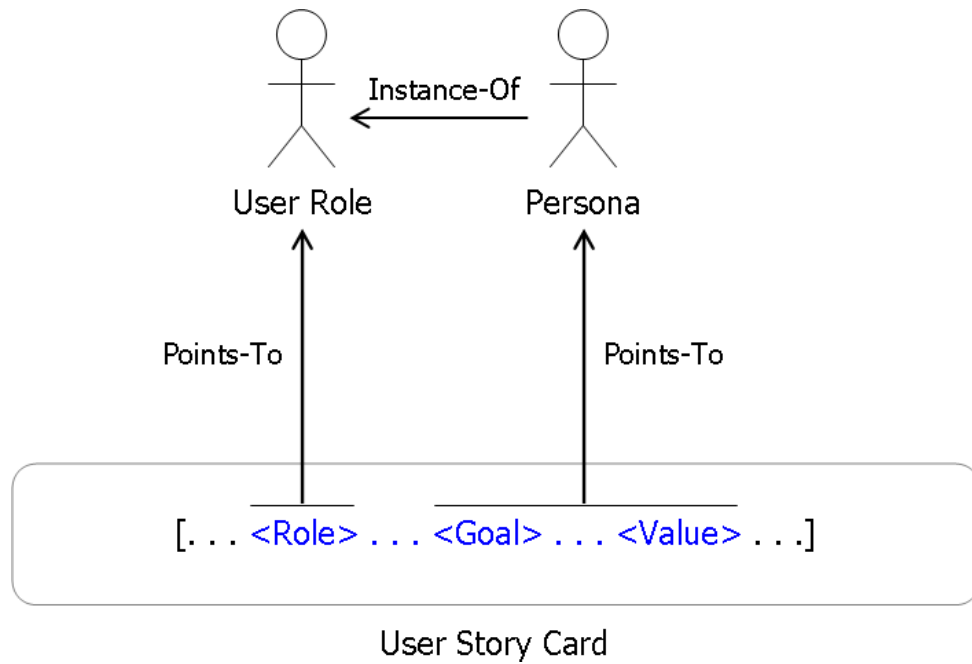 Instance-Of
User Role
Persona
Points-To
Points-To
[. . . <Role> . . . <Goal> . . . <Value> . . .]
User Story Card